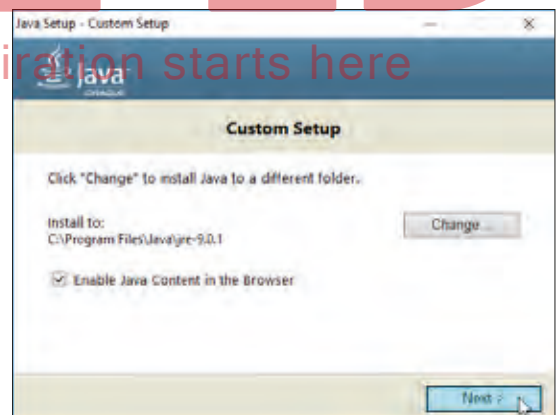 Java Setup - Custom Setup
iration starts here
Java
ORACLE
Custom Setup
Click "Change" to install Java to a different folder.
Install to:
Change...
C:\Program Files\Java\jre-9.0.1
Enable Java Content in the Browser
Next >